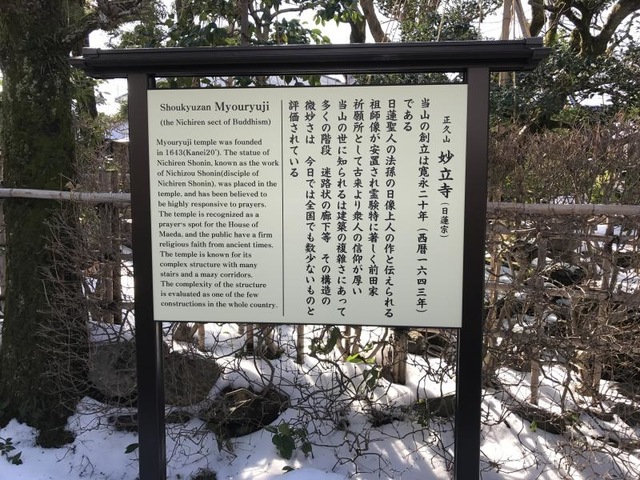 Shoukyuzan Myouryuji
(the Nichiren sect of Buddhism)
Myouryuji temple was founded
in 1643(Kanei20'). The statue of
Nichiren Shonin, known as the work
of Nichizou Shonin(disciple of
Nichiren Shonin), was placed in the
temple, and has been believed to
be highly responsive to prayers.
The temple is recognized as a
prayer's spot for the House of
Maeda, and the public have a firm
religious faith from ancient times.
The temple is known for its
complex structure with many
stairs and a mazy corridors.
The complexity of the structure
is evaluated as one of the few
constructions in the whole country.
正久山 妙立寺(日蓮宗)
当山の創立は寛永二十年(西暦一六四三年)
である
日蓮聖人の法孫の日像上人の作と伝えられる
祖師像が安置され霊験特に著しく前田家
祈願所として古来より衆人の信仰が厚い
当山の世に知られるは建築の複雑さにあって
多くの階段 迷路状の廊下等 その構造の
微妙さは 今日では全国でも数少ないものと
評価されている